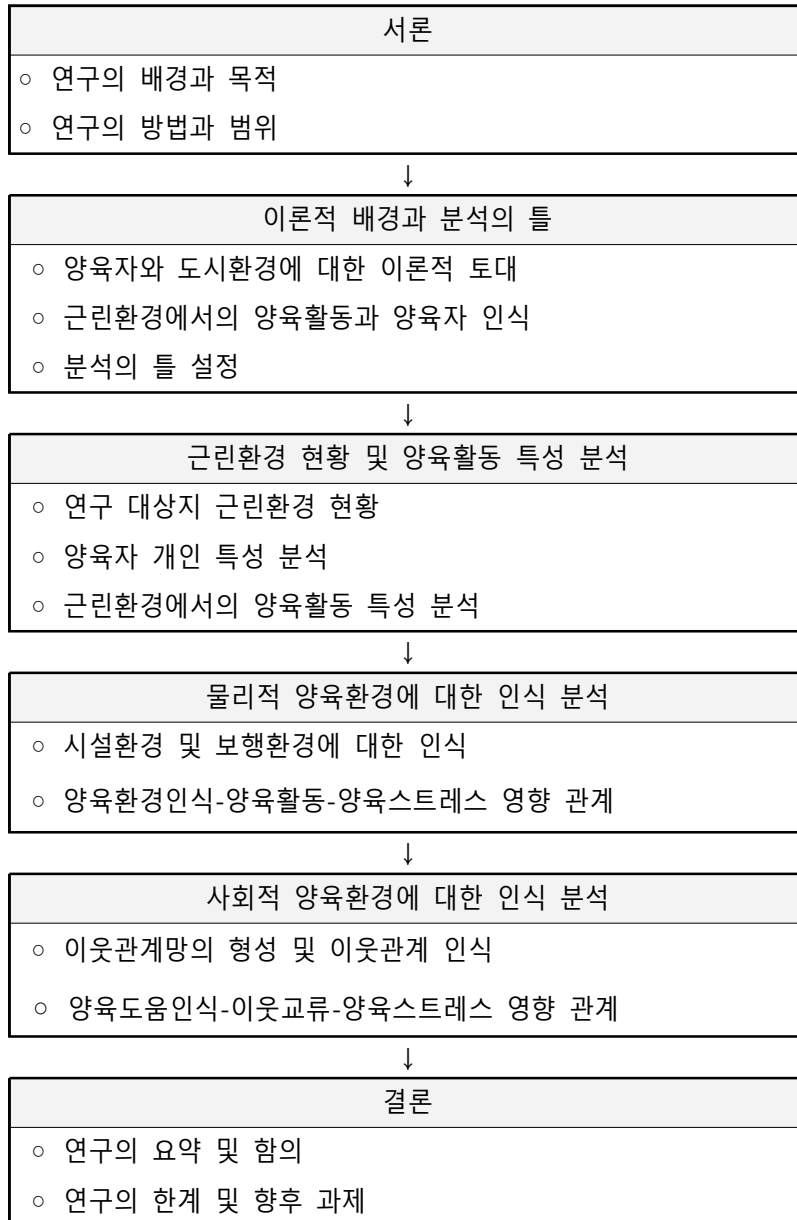 서론
○ 연구의 배경과 목적
○ 연구의 방법과 범위
↓
이론적 배경과 분석의 틀
○ 양육자와 도시환경에 대한 이론적 토대
○ 근린환경에서의 양육활동과 양육자 인식
○ 분석의 틀 설정
↓
근린환경 현황 및 양육활동 특성 분석
○ 연구 대상지 근린환경 현황
○ 양육자 개인 특성 분석
○ 근린환경에서의 양육활동 특성 분석
↓
물리적 양육환경에 대한 인식 분석
○ 시설환경 및 보행환경에 대한 인식
○ 양육환경인식-양육활동-양육스트레스 영향 관계
↓
사회적 양육환경에 대한 인식 분석
○ 이웃관계망의 형성 및 이웃관계 인식
○ 양육도움인식-이웃교류-양육스트레스 영향 관계
↓
결론
○ 연구의 요약 및 함의
○ 연구의 한계 및 향후 과제